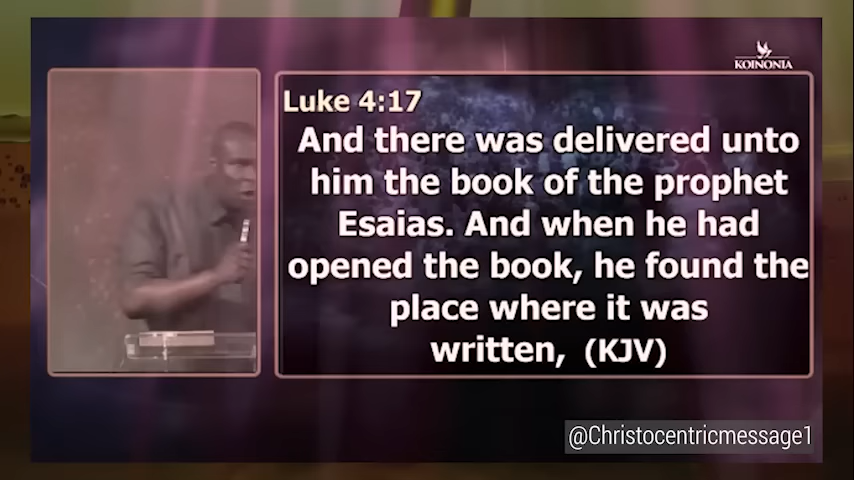 KOINONIA
Luke 4:17
And there was delivered unto
him the book of the prophet
Esaias. And when he had
opened the book, he found the
place where it was
written, (KJV)
@Christocentricmessage1